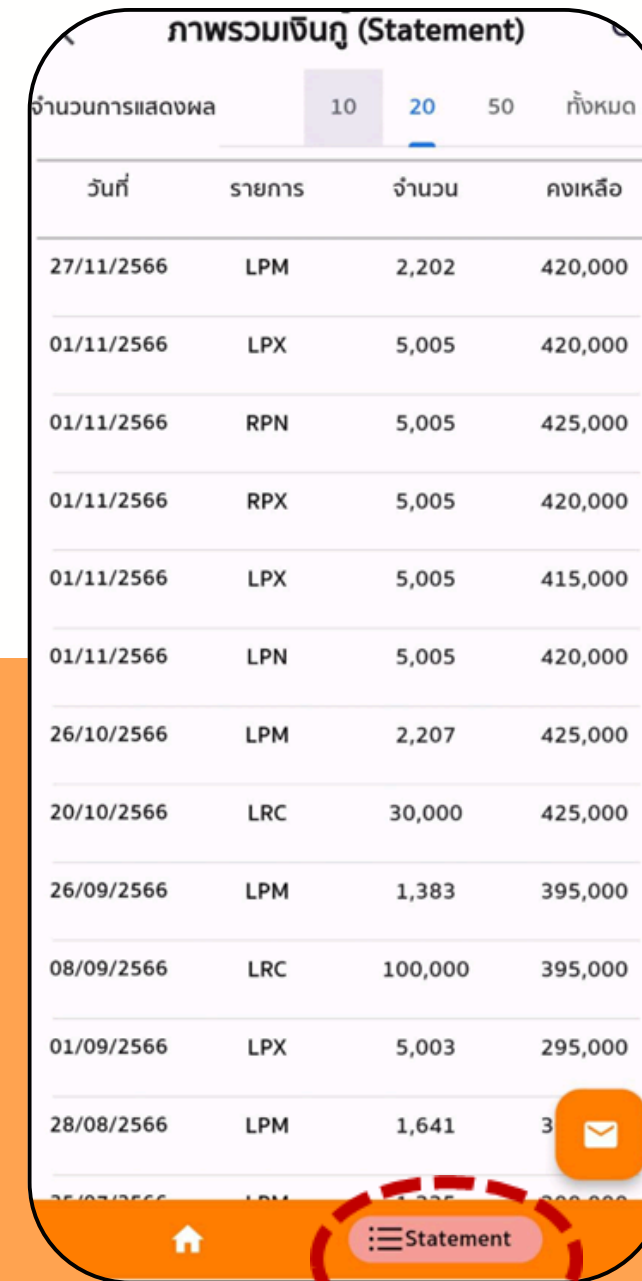 ภาพรวมเงินกู้ (Statement)
จำนวนการแสดงผล 10 20 50 ทั้งหมด
วันที่ รายการ จำนวน คงเหลือ
27/11/2566 LPM 2,202 420,000
01/11/2566 LPX 5,005 420,000
01/11/2566 RPN 5,005 425,000
01/11/2566 RPX 5,005 420,000
01/11/2566 LPX 5,005 415,000
01/11/2566 LPN 5,005 420,000
26/10/2566 LPM 2,207 425,000
20/10/2566 LRC 30,000 425,000
26/09/2566 LPM 1,383 395,000
08/09/2566 LRC 100,000 395,000
01/09/2566 LPX 5,003 295,000
28/08/2566 LPM 1,641 3
Statement